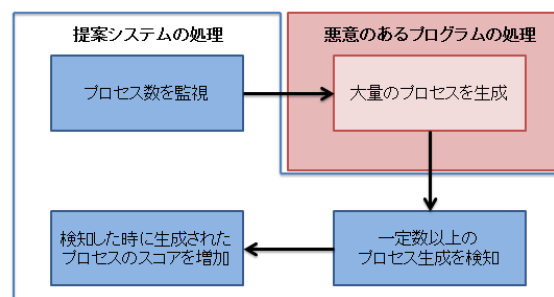 提案システムの処理
悪意のあるプログラムの処理
プロセス数を監視
大量のプロセスを生成
一定数以上の
プロセス生成を検知
検知した時に生成された
プロセスのスコアを増加